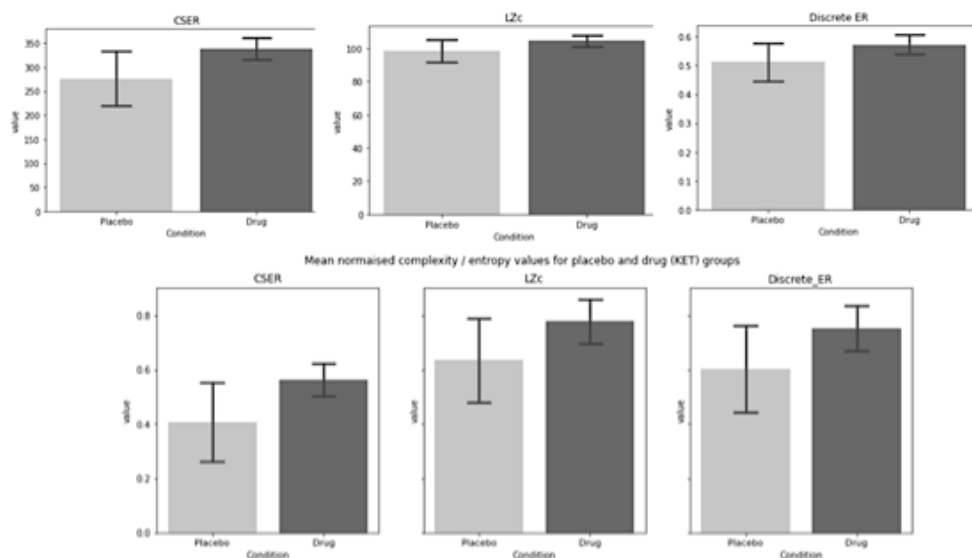 CSER
350
300
250
200
150
100
50
0
value
Placebo
Drug
Condition
LZc
100
80
60
40
20
0
value
Placebo
Drug
Condition
Discrete ER
0.6
0.5
0.4
0.3
0.2
0.1
0.0
value
Placebo
Drug
Condition
Mean normaised complexity / entropy values for placebo and drug (KET) groups
CSER
0.8
0.6
0.4
0.2
0.0
value
Placebo
Drug
Condition
LZc
value
Placebo
Drug
Condition
Discrete_ER
value
Placebo
Drug
Condition